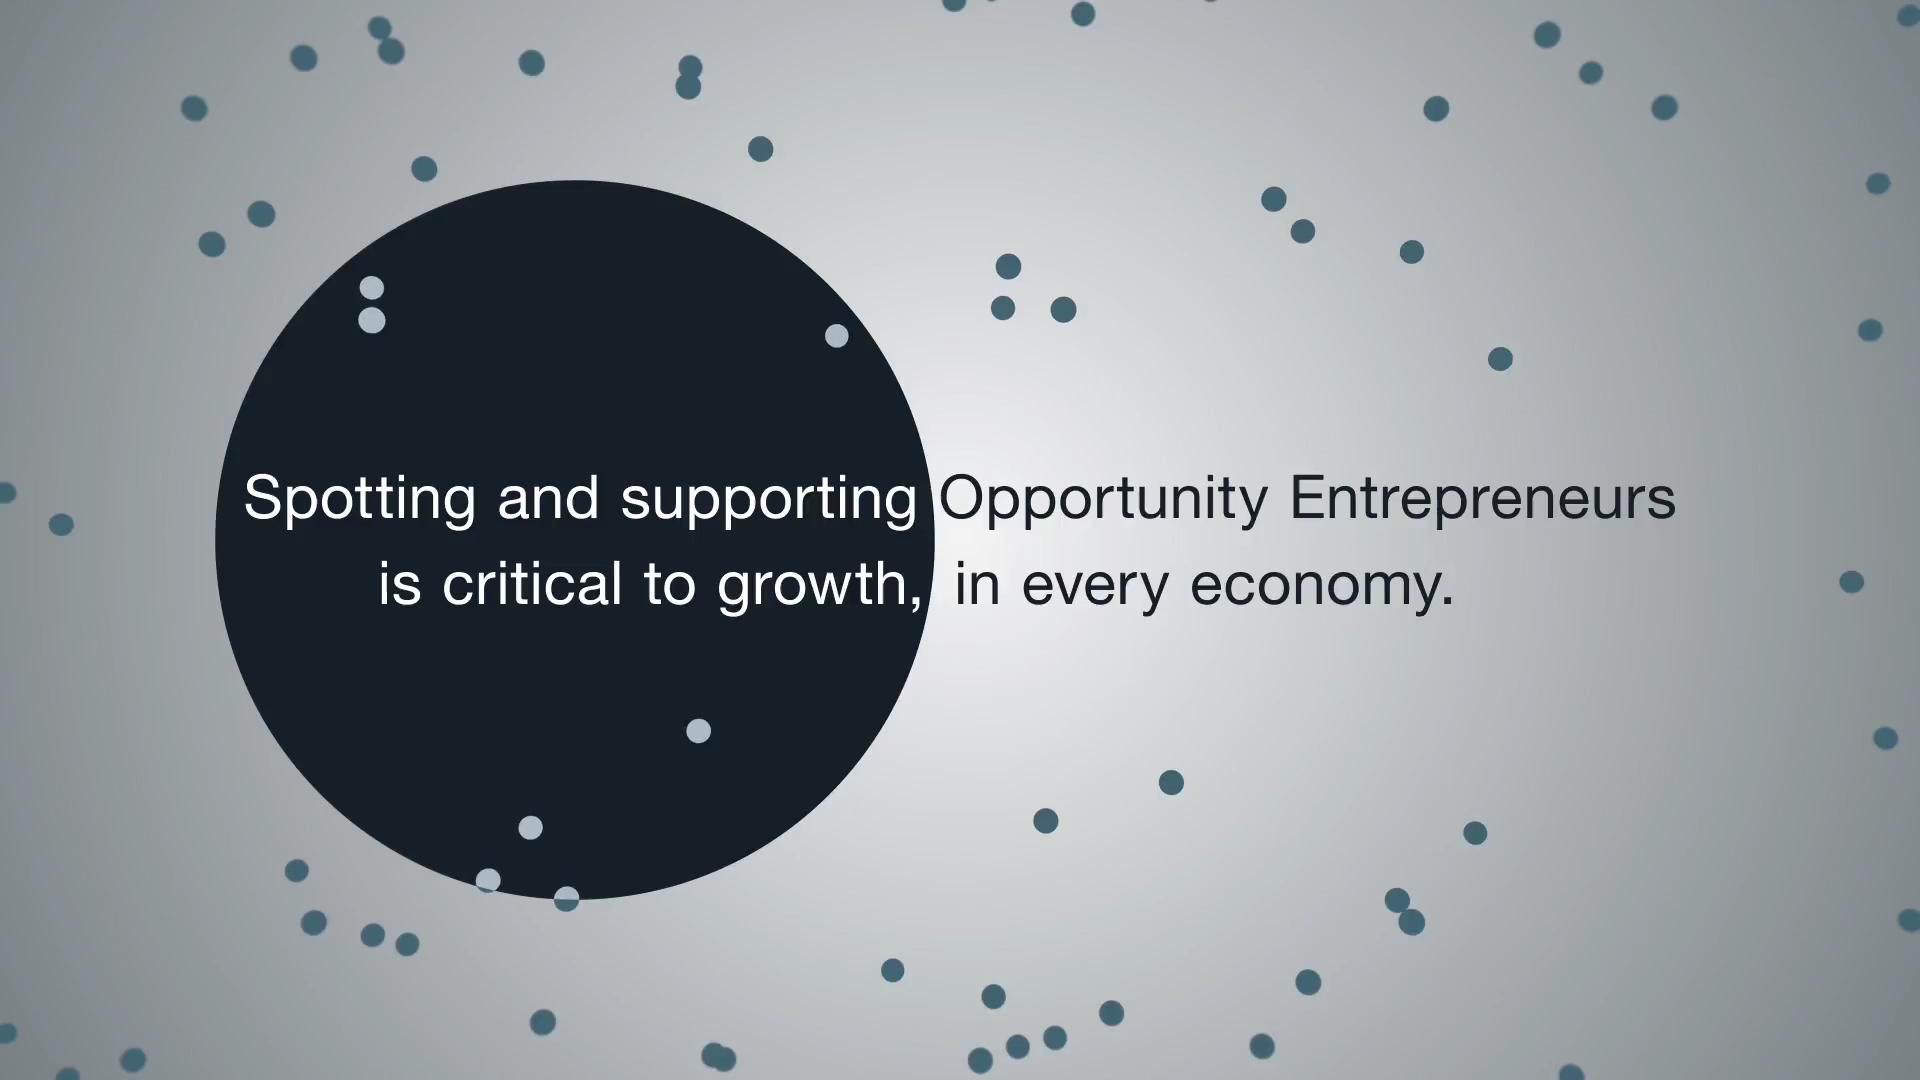 Spotting and supporting Opportunity Entrepreneurs
is critical to growth, in every economy.